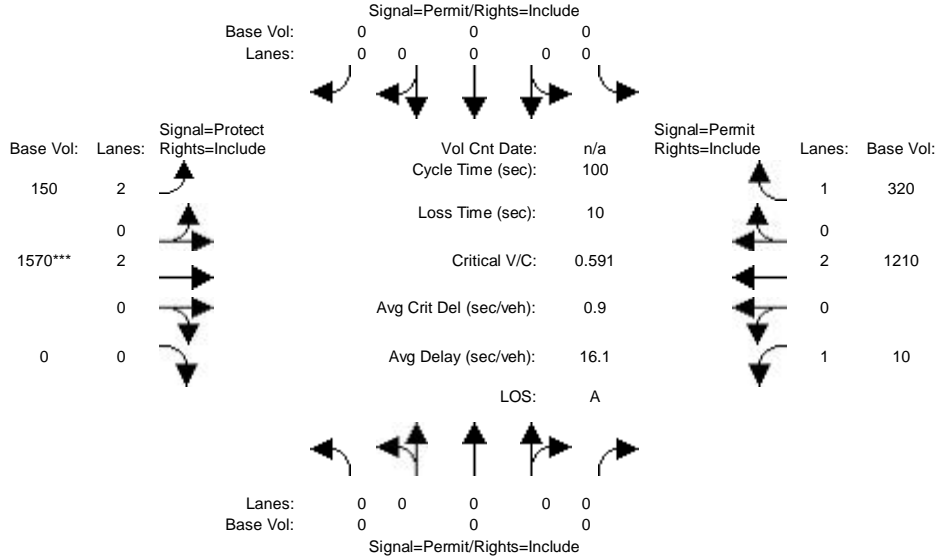 Signal=Permit/Rights=Include
Base Vol: 0 0 0
Lanes: 0 0 0 0 0
Signal=Protect Signal=Permit
Base Vol: Lanes: Rights=Include Vol Cnt Date: n/a Rights=Include Lanes: Base Vol:
Cycle Time (sec): 100
150 2 1 320
Loss Time (sec): 10
0 0
1570*** 2 Critical V/C: 0.591 2 1210
0 Avg Crit Del (sec/veh): 0.9 0
0 0 Avg Delay (sec/veh): 16.1 1 10
LOS: A
Lanes: 0 0 0 0 0
Base Vol: 0 0 0
Signal=Permit/Rights=Include